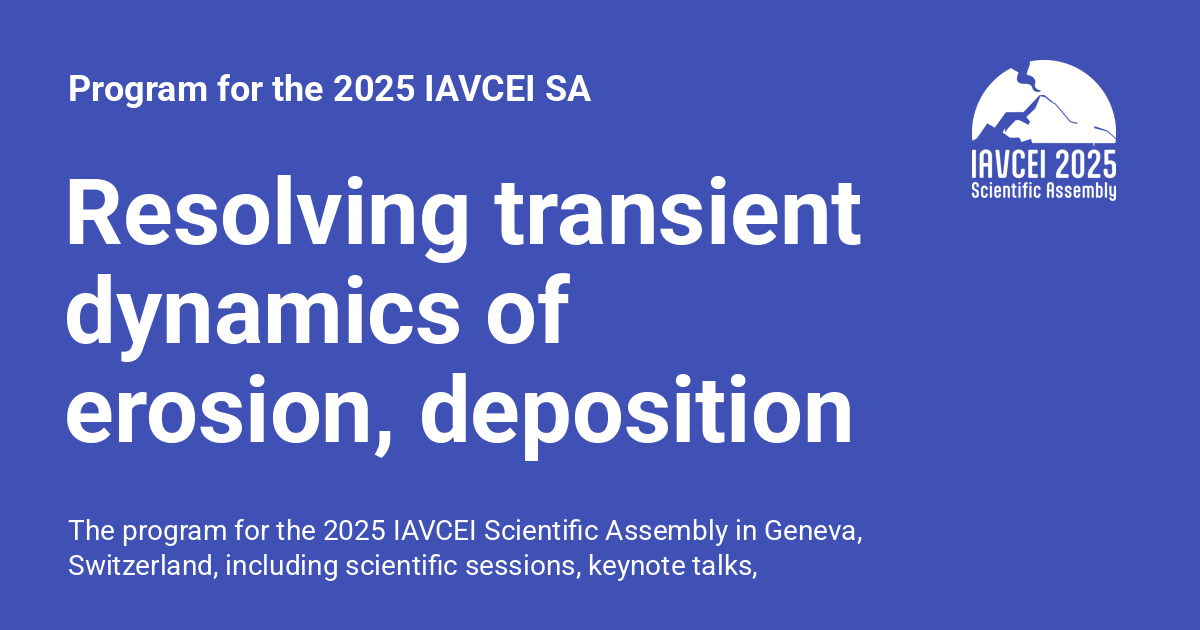 Program for the 2025 IAVCEI SA
IAVCEI 2025
Scientific Assembly
Resolving transient
dynamics of
erosion, deposition
The program for the 2025 IAVCEI Scientific Assembly in Geneva,
Switzerland, including scientific sessions, keynote talks,